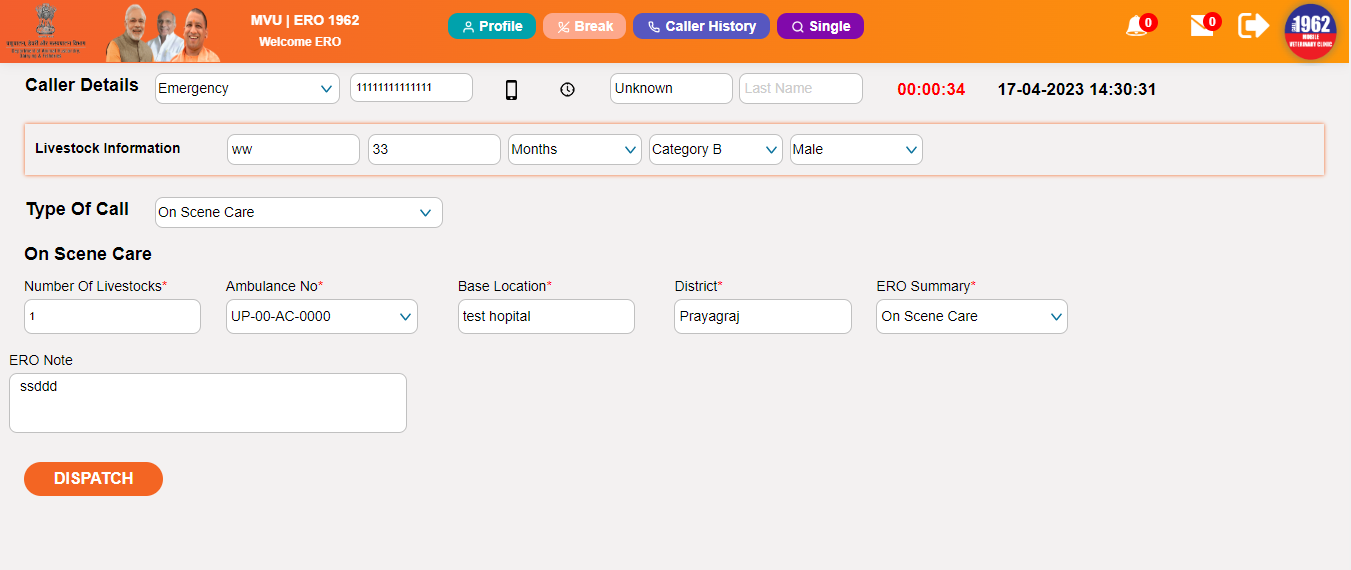 MVU | ERO 1962
Welcome ERO
Profile
Break
Caller History
Single
0
0
1962
MOBILE
VETERINARY CLINIC
Caller Details
Emergency
11111111111111
Unknown
Last Name
00:00:34
17-04-2023 14:30:31
Livestock Information
ww
33
Months
Category B
Male
Type Of Call
On Scene Care
On Scene Care
Number Of Livestocks*
Ambulance No*
Base Location*
District*
ERO Summary*
1
UP-00-AC-0000
test hopital
Prayagraj
On Scene Care
ERO Note
ssddd
DISPATCH